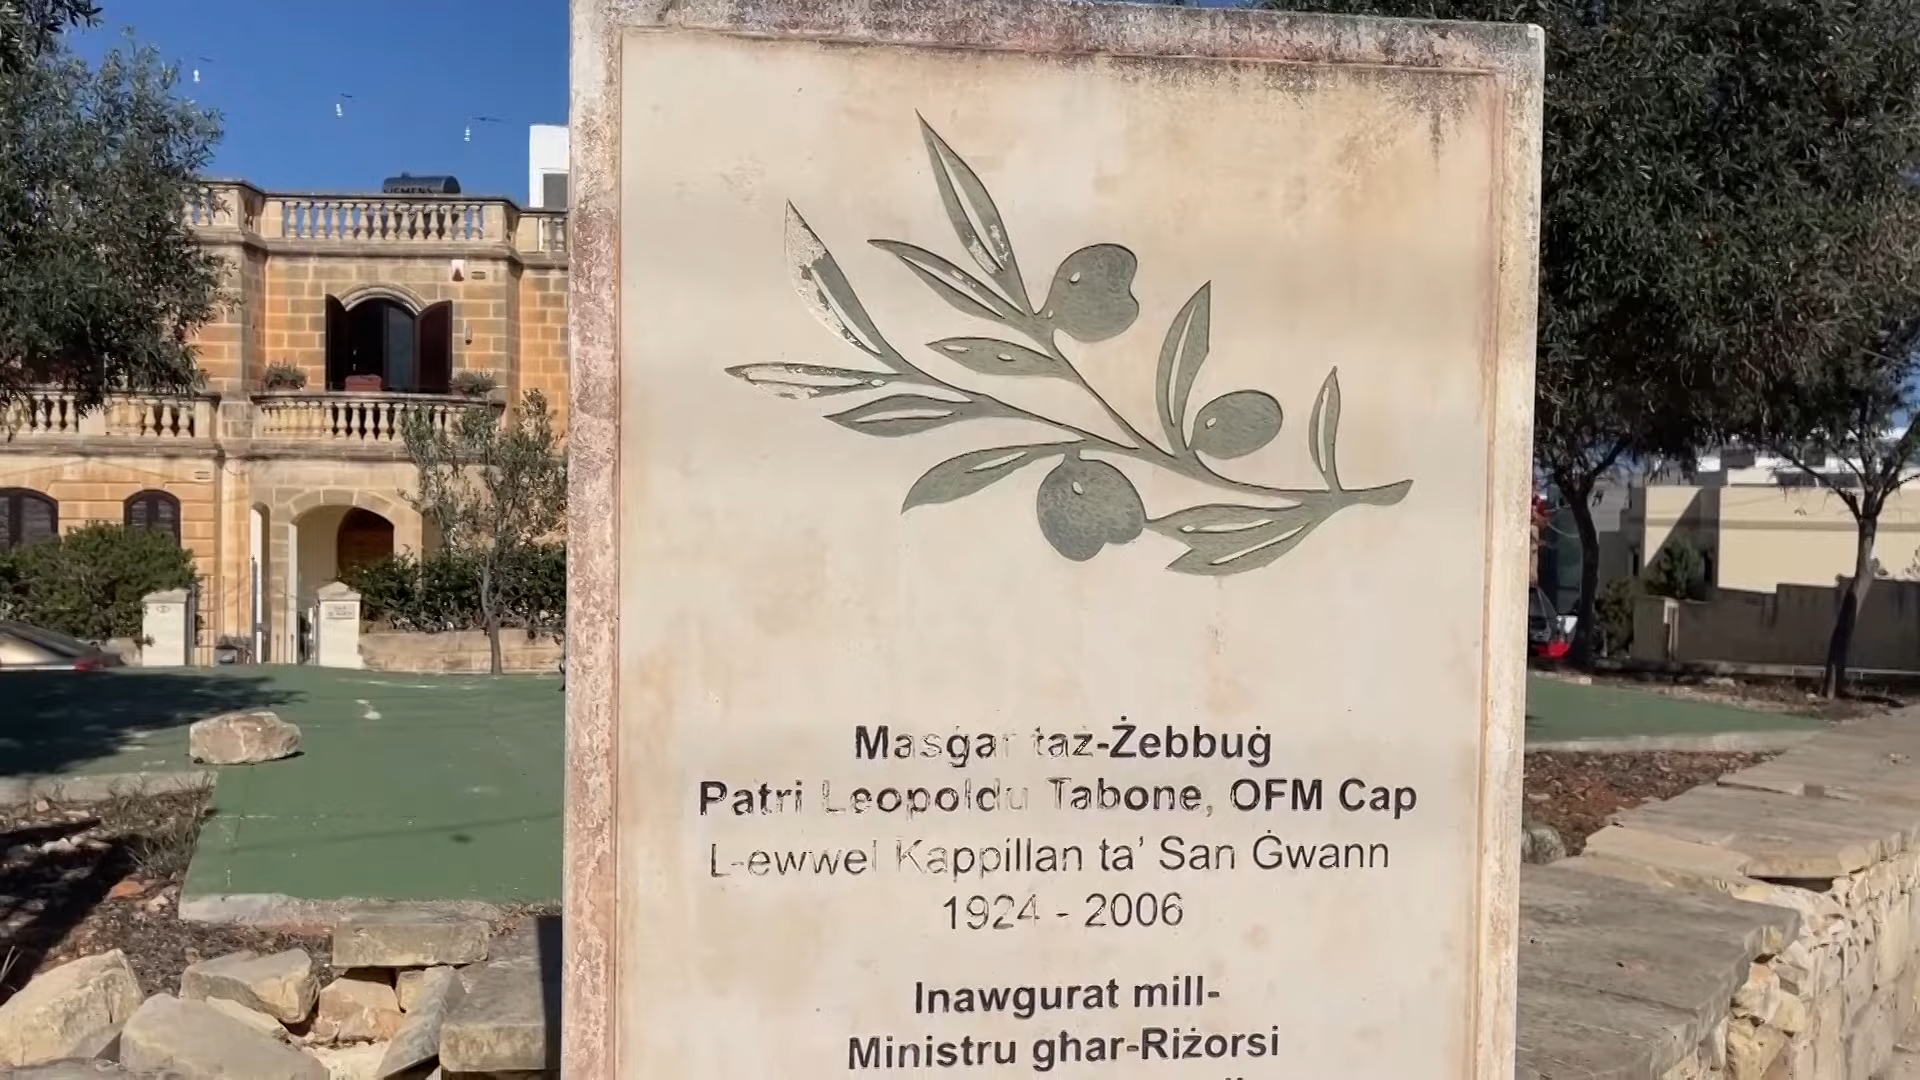 SIEMENS
Masġar taż-Żebbuġ
Patri Leopoldu Tabone, OFM Cap
L-ewwel Kappillan ta' San Ġwann
1924 - 2006
Inawgurat mill-
Ministru ghar-Riżorsi